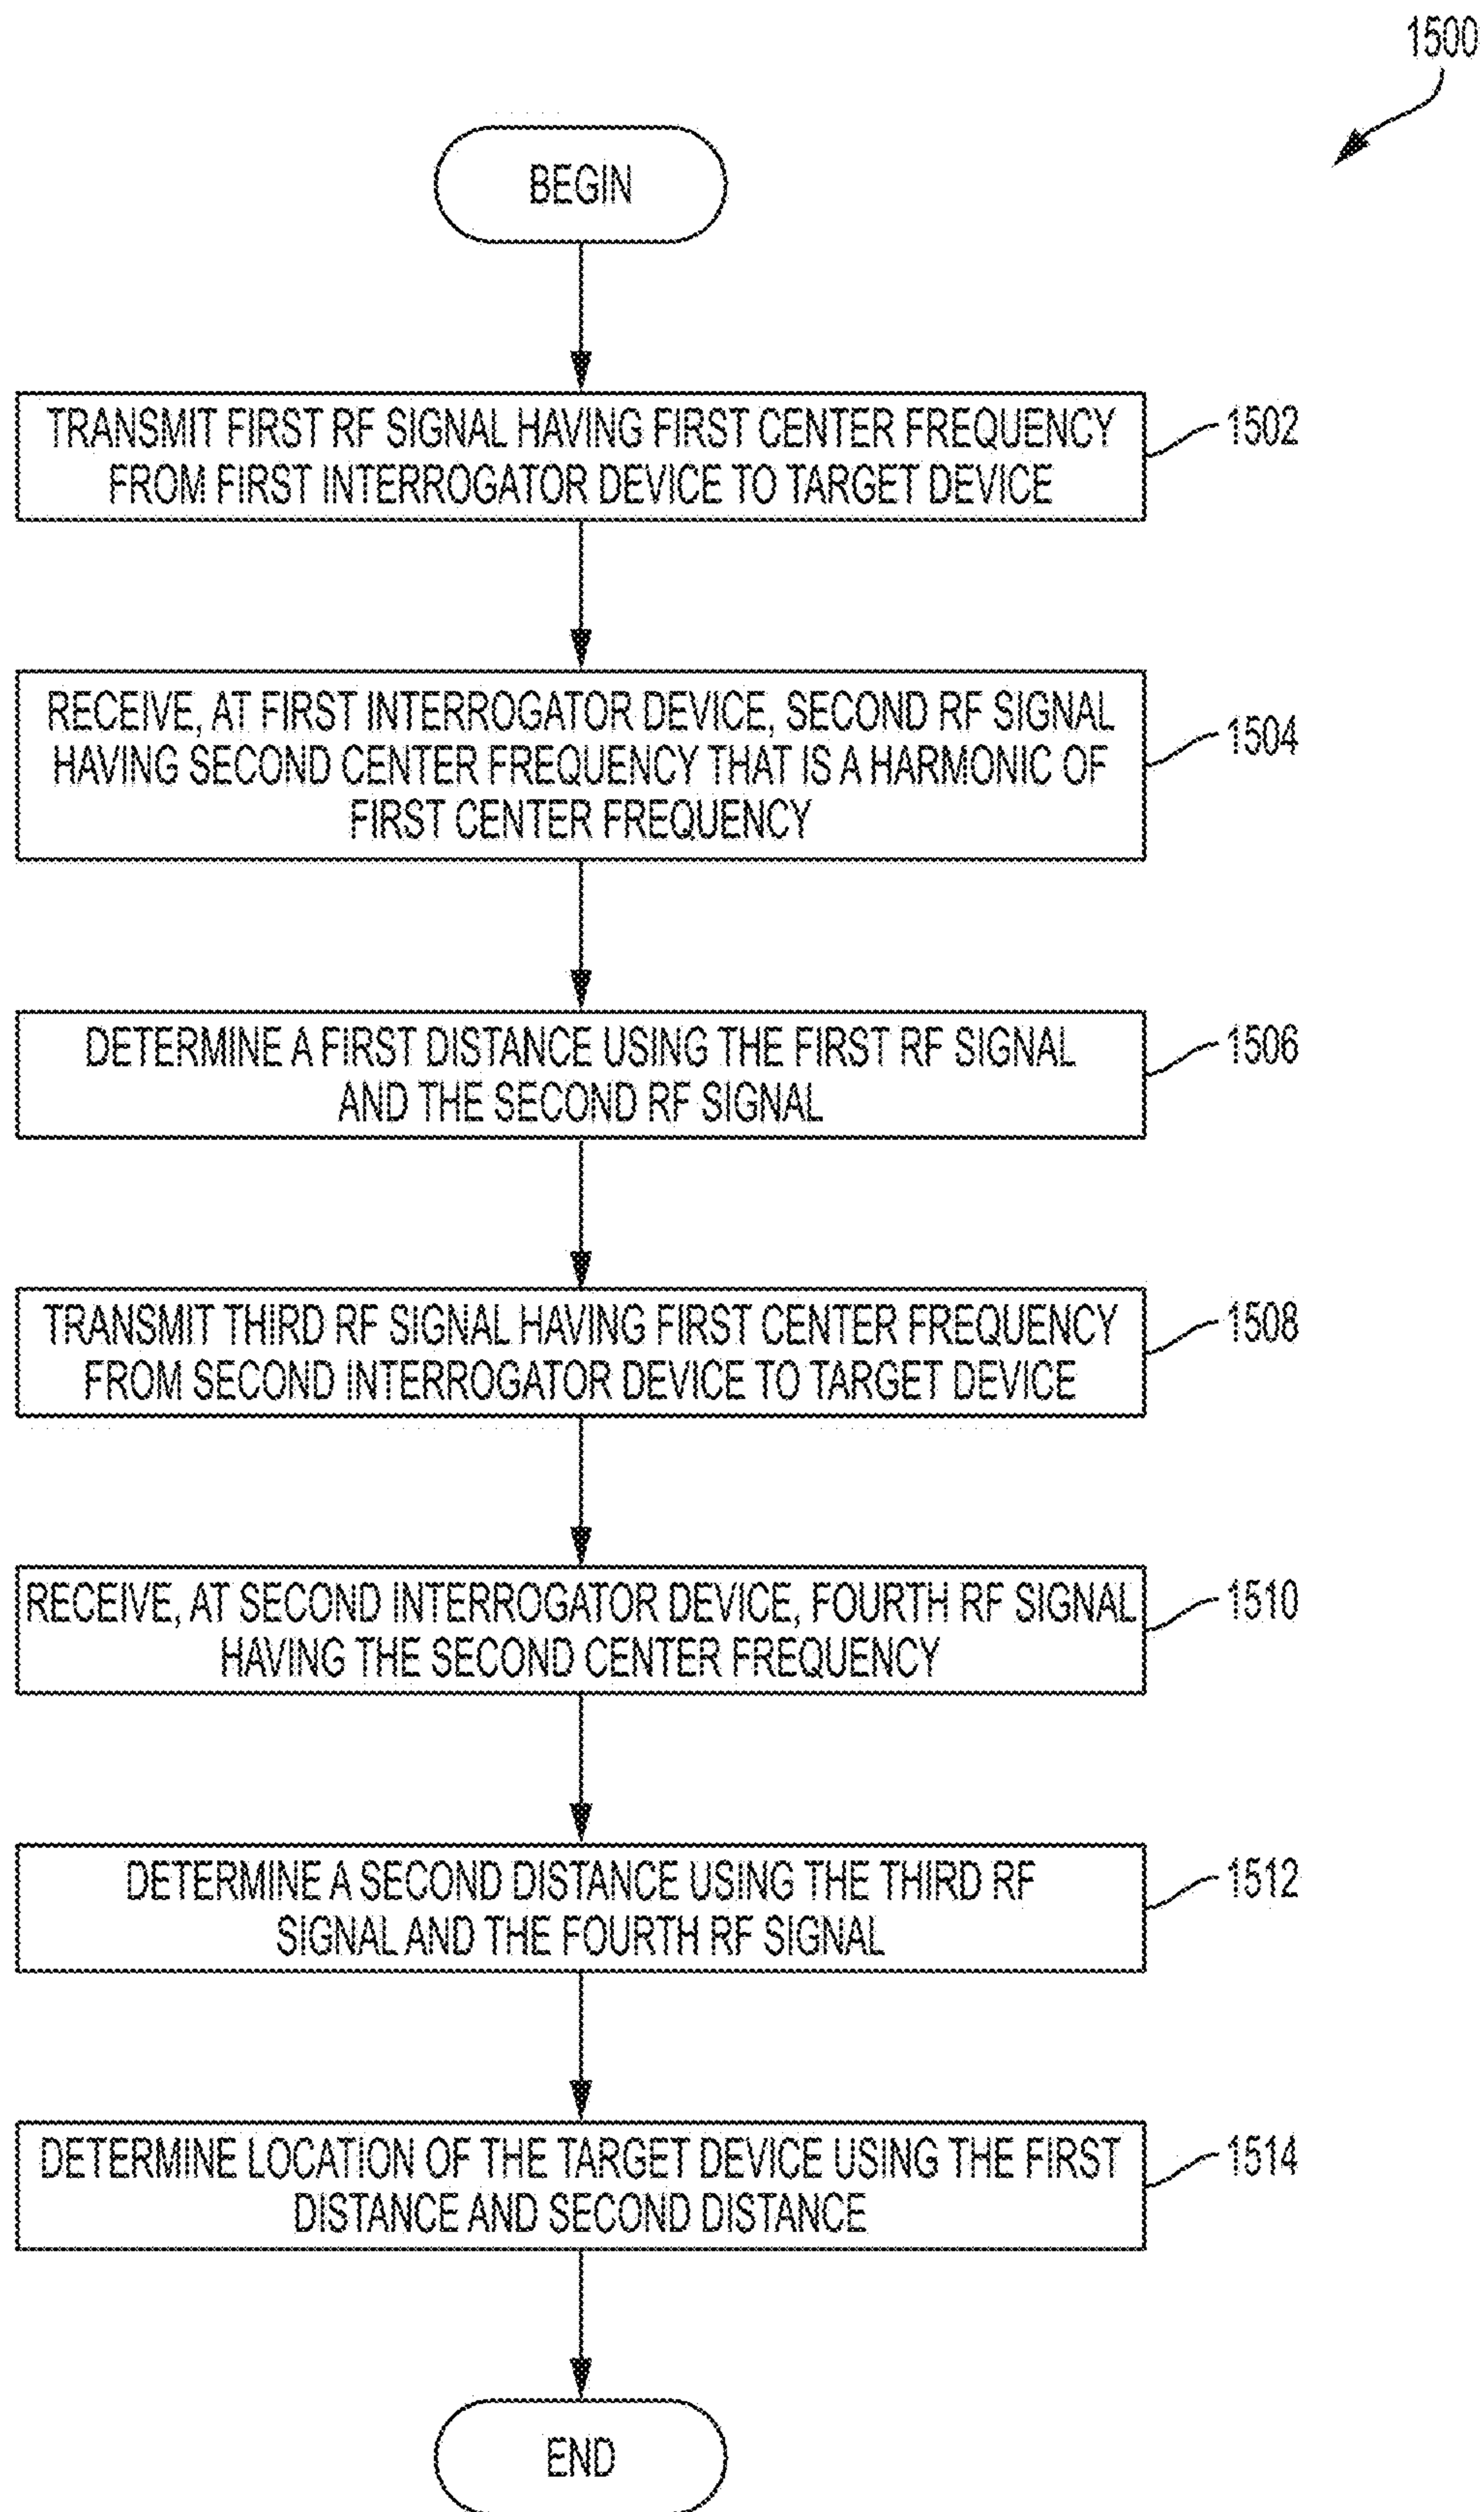 1500
BEGIN
TRANSMIT FIRST RF SIGNAL HAVING FIRST CENTER FREQUENCY
FROM FIRST INTERROGATOR DEVICE TO TARGET DEVICE
1502
RECEIVE, AT FIRST INTERROGATOR DEVICE, SECOND RF SIGNAL
HAVING SECOND CENTER FREQUENCY THAT IS A HARMONIC OF
FIRST CENTER FREQUENCY
1504
DETERMINE A FIRST DISTANCE USING THE FIRST RF SIGNAL
AND THE SECOND RF SIGNAL
1506
TRANSMIT THIRD RF SIGNAL HAVING FIRST CENTER FREQUENCY
FROM SECOND INTERROGATOR DEVICE TO TARGET DEVICE
1508
RECEIVE, AT SECOND INTERROGATOR DEVICE, FOURTH RF SIGNAL
HAVING THE SECOND CENTER FREQUENCY
1510
DETERMINE A SECOND DISTANCE USING THE THIRD RF
SIGNAL AND THE FOURTH RF SIGNAL
1512
DETERMINE LOCATION OF THE TARGET DEVICE USING THE FIRST
DISTANCE AND SECOND DISTANCE
1514
END